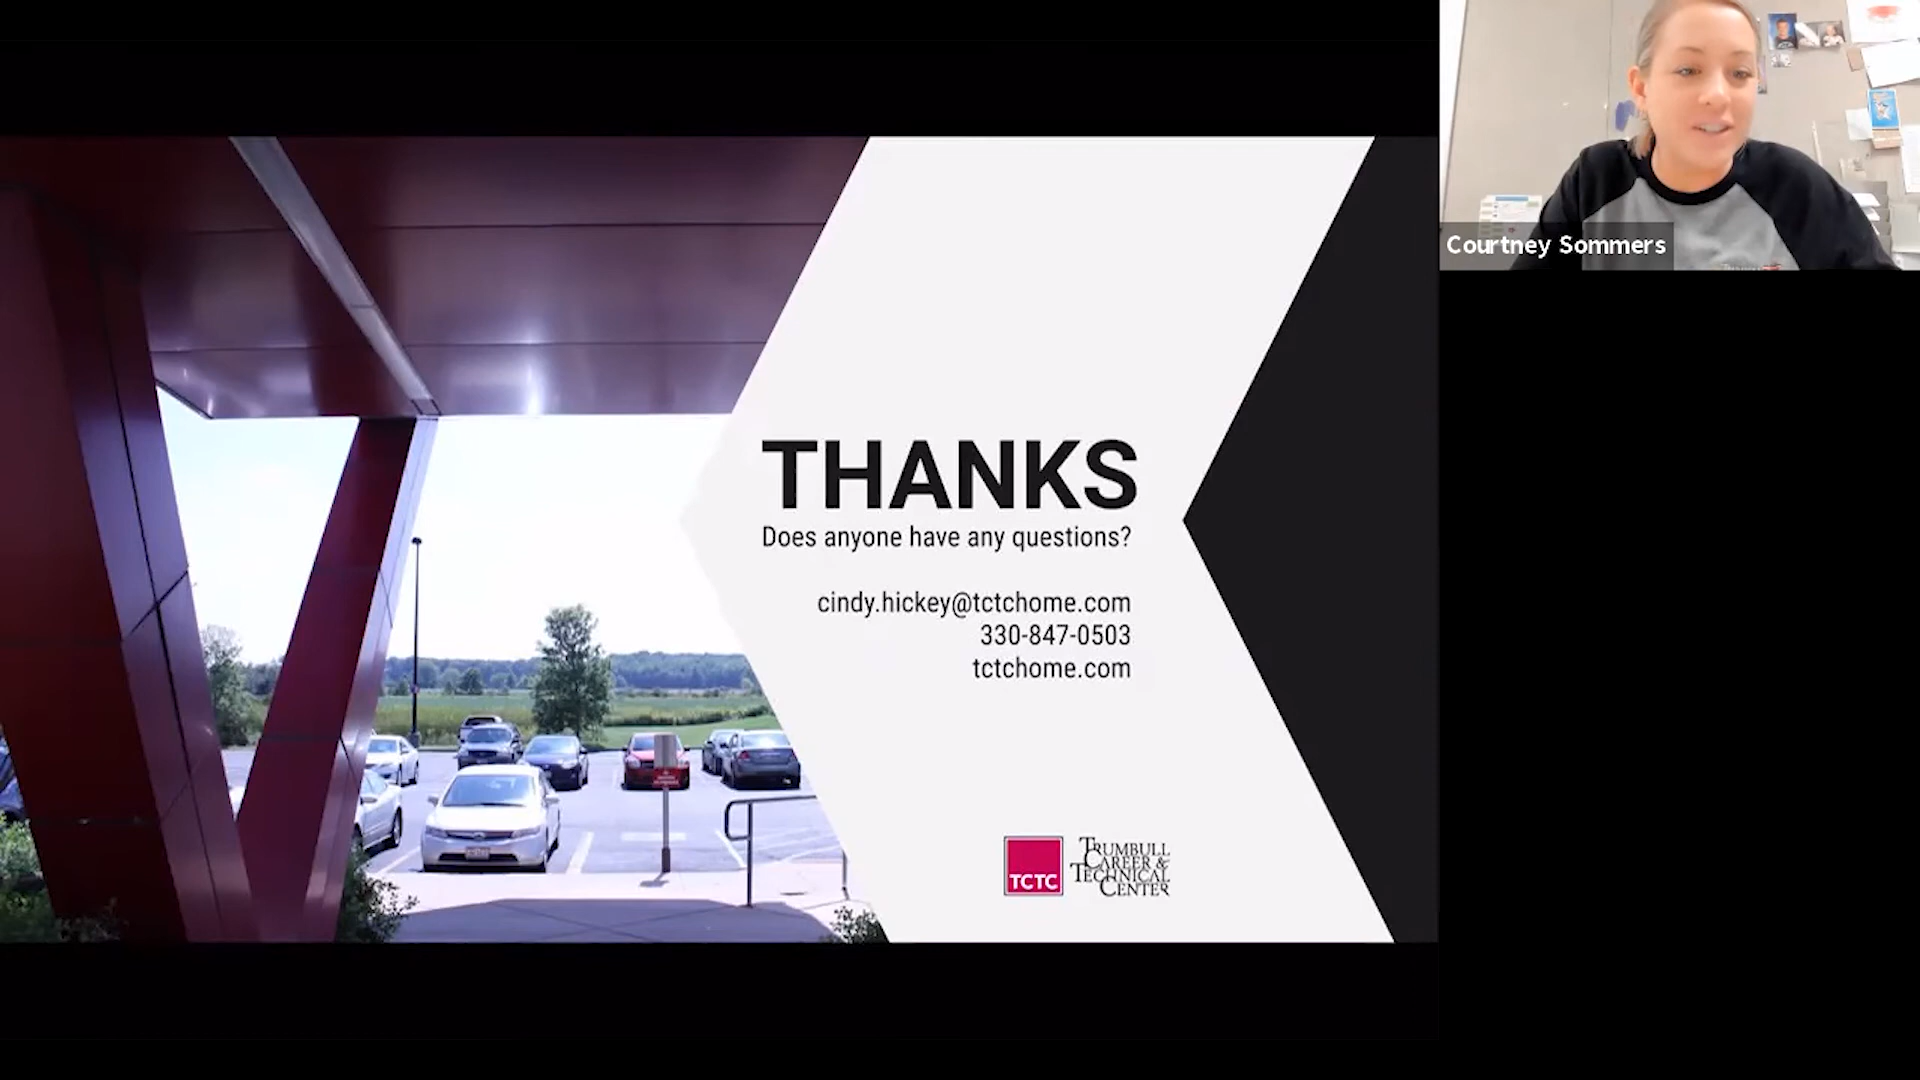 THANKS
Does anyone have any questions?
cindy.hickey@tctchome.com
330-847-0503
tctchome.com
TCTC
TRUMBULL
CAREER &
TECHNICAL
CENTER
Courtney Sommers